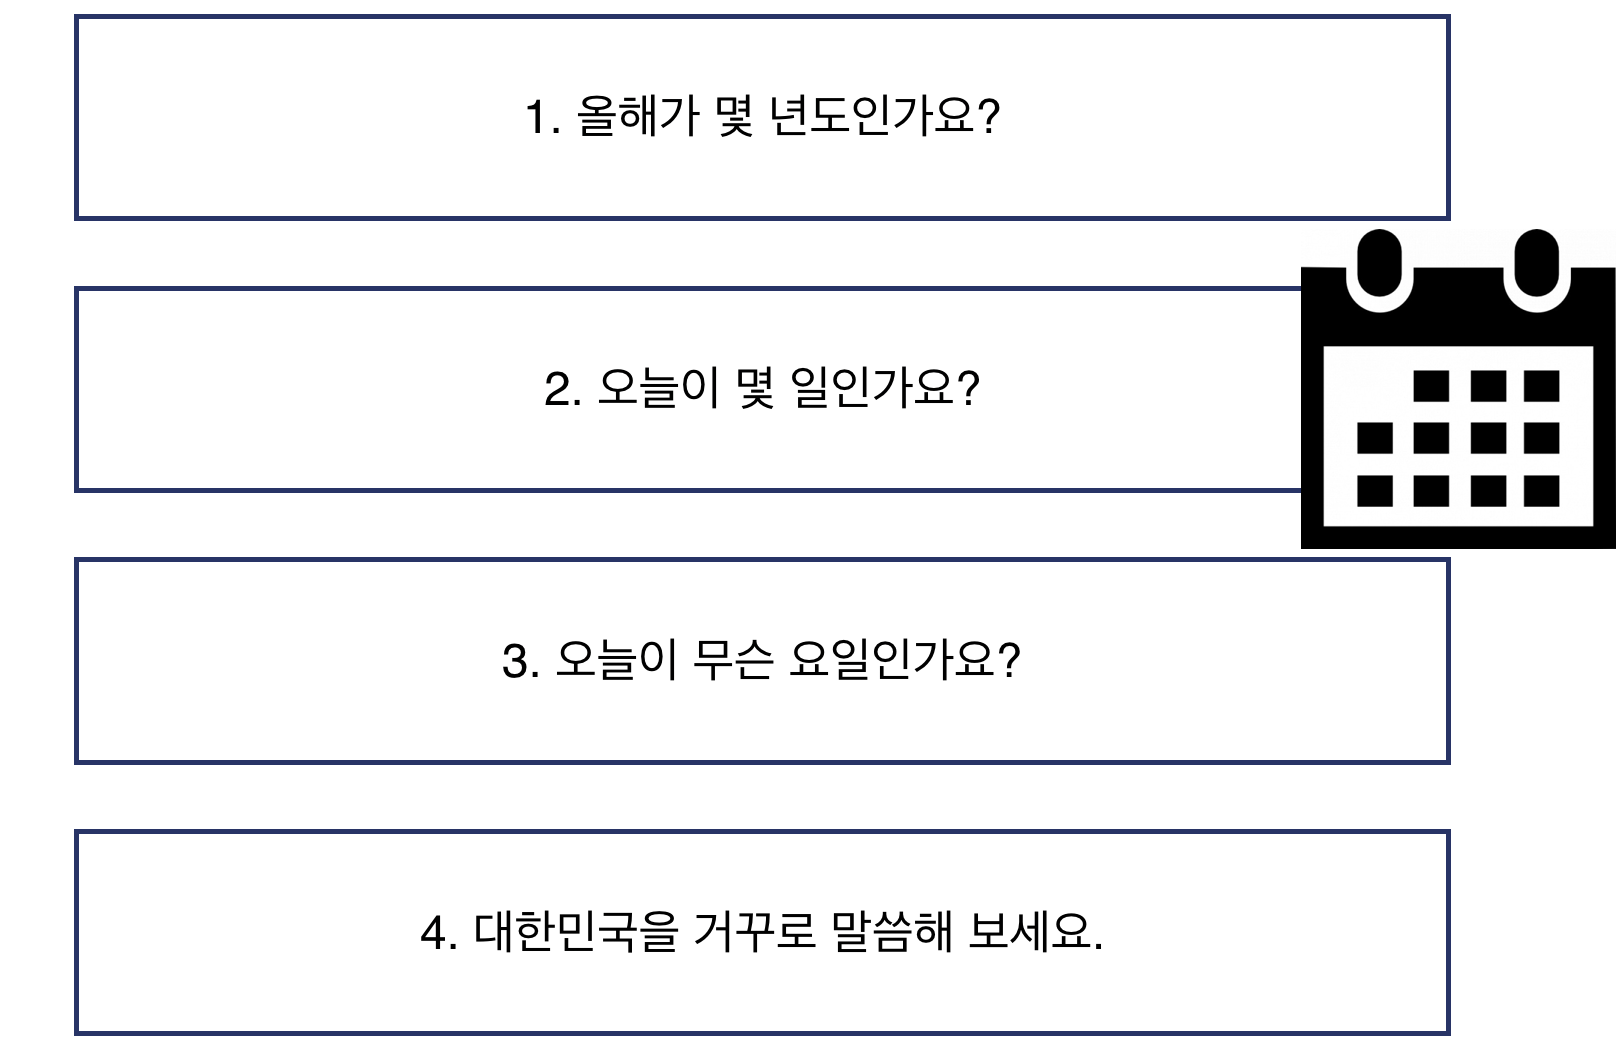 1. 올해가 몇 년도인가요?
2. 오늘이 몇 일인가요?
3. 오늘이 무슨 요일인가요?
4. 대한민국을 거꾸로 말씀해 보세요.